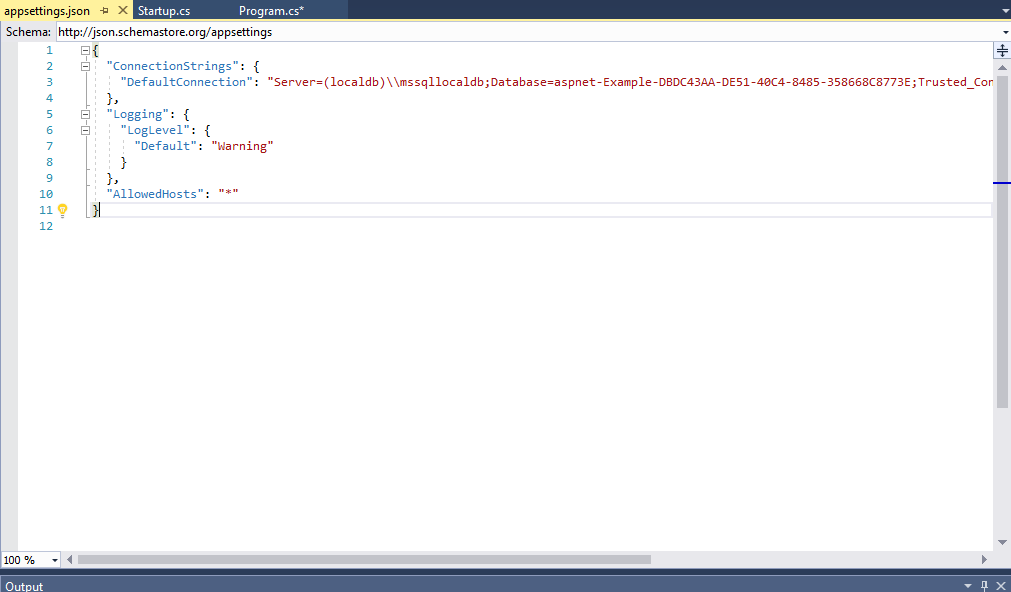 appsettings.json Startup.cs Program.cs*
Schema: http://json.schemastore.org/appsettings
1 {
2 "ConnectionStrings": {
3 "DefaultConnection": "Server=(localdb)\\mssqllocaldb;Database=aspnet-Example-DBDC43AA-DE51-40C4-8485-358668C8773E;Trusted_Con
4 },
5 "Logging": {
6 "LogLevel": {
7 "Default": "Warning"
8 }
9 },
10 "AllowedHosts": "*"
11 }
12
100 %
Output